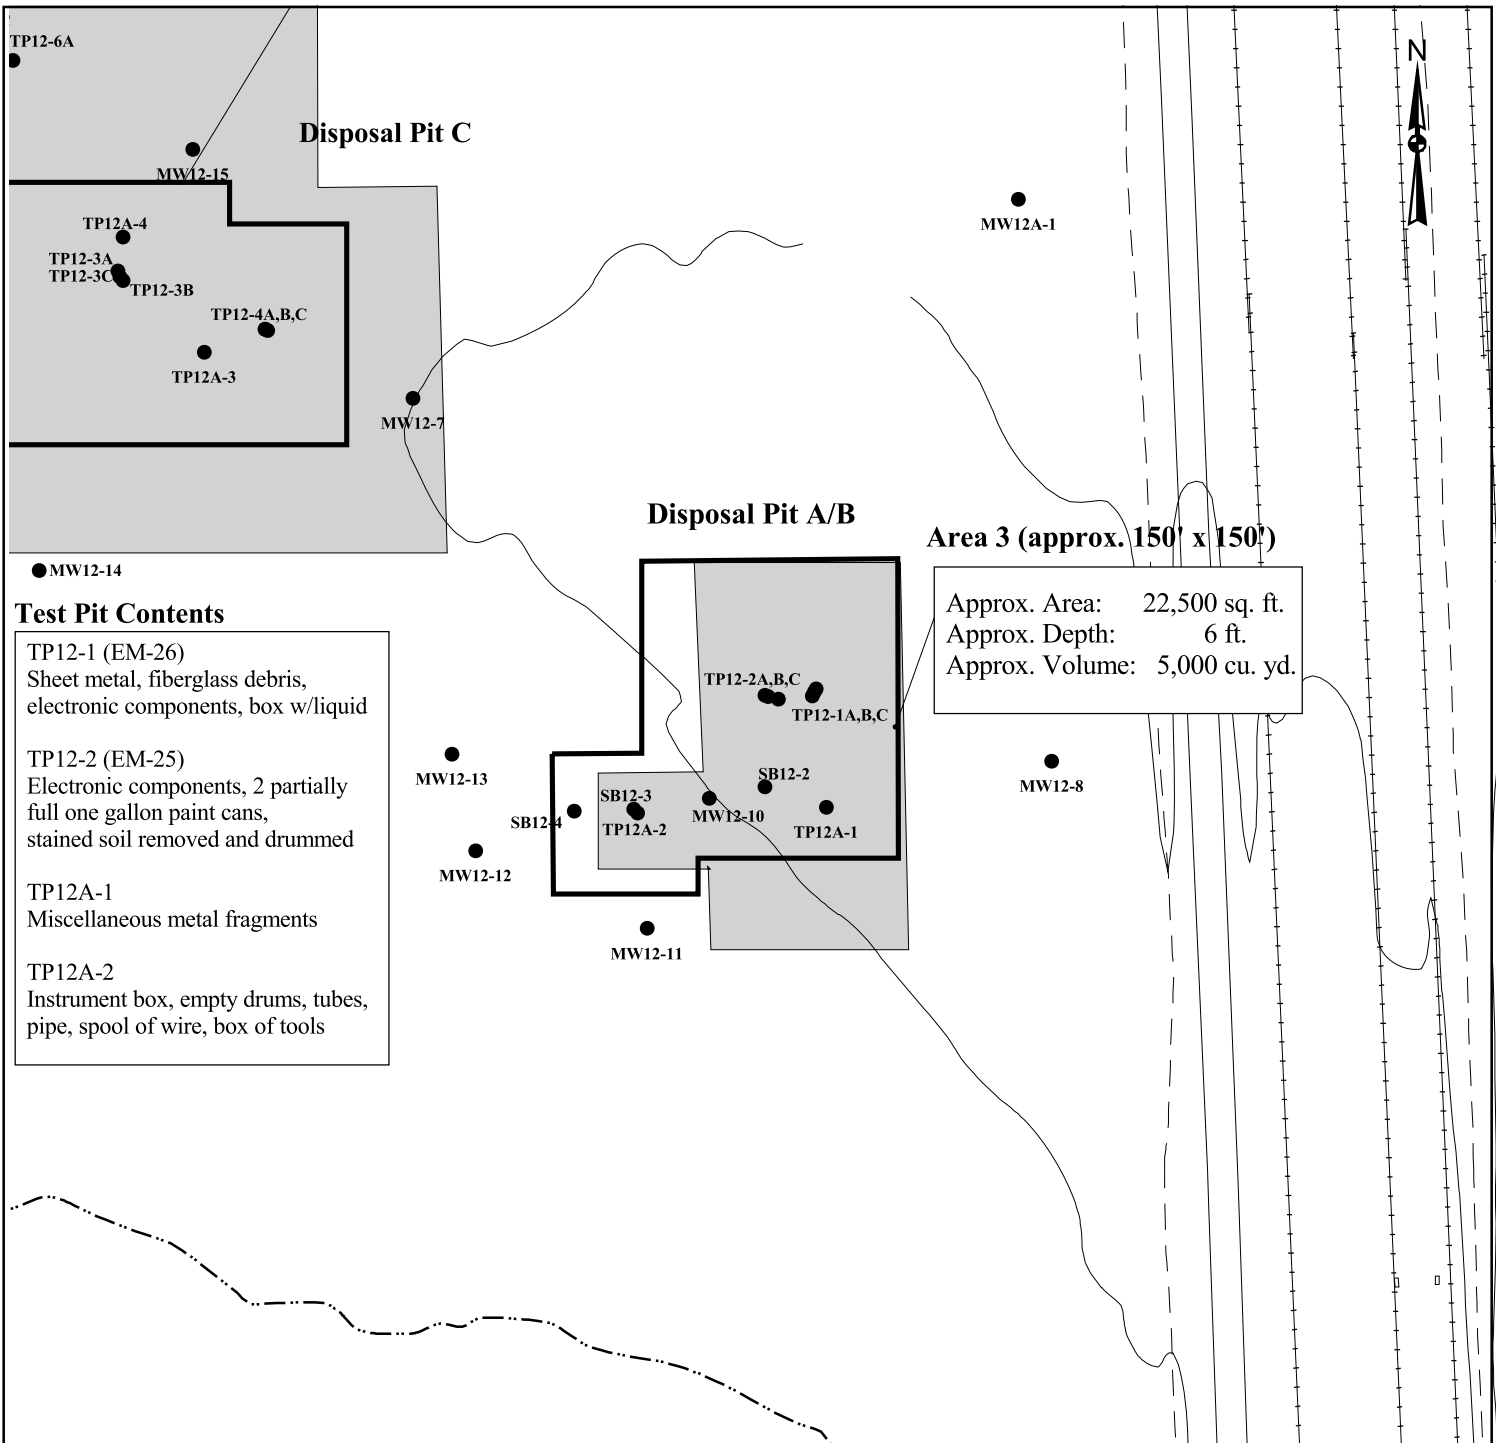 TP12-6A
N
Disposal Pit C
MW12-15
MW12A-1
TP12A-4
TP12-3A
TP12-3C
TP12-3B
TP12-4A,B,C
TP12A-3
MW12-7
Disposal Pit A/B
Area 3 (approx. 150' x 150')
MW12-14
Approx. Area: 22,500 sq. ft.
Approx. Depth: 6 ft.
Approx. Volume: 5,000 cu. yd.
Test Pit Contents
TP12-1 (EM-26)
Sheet metal, fiberglass debris,
electronic components, box w/liquid
TP12-2 (EM-25)
Electronic components, 2 partially
full one gallon paint cans,
stained soil removed and drummed
TP12A-1
Miscellaneous metal fragments
TP12A-2
Instrument box, empty drums, tubes,
pipe, spool of wire, box of tools
TP12-2A,B,C
TP12-1A,B,C
MW12-13
SB12-2
MW12-8
SB12-3
SB12-4
TP12A-2
MW12-10
TP12A-1
MW12-12
MW12-11